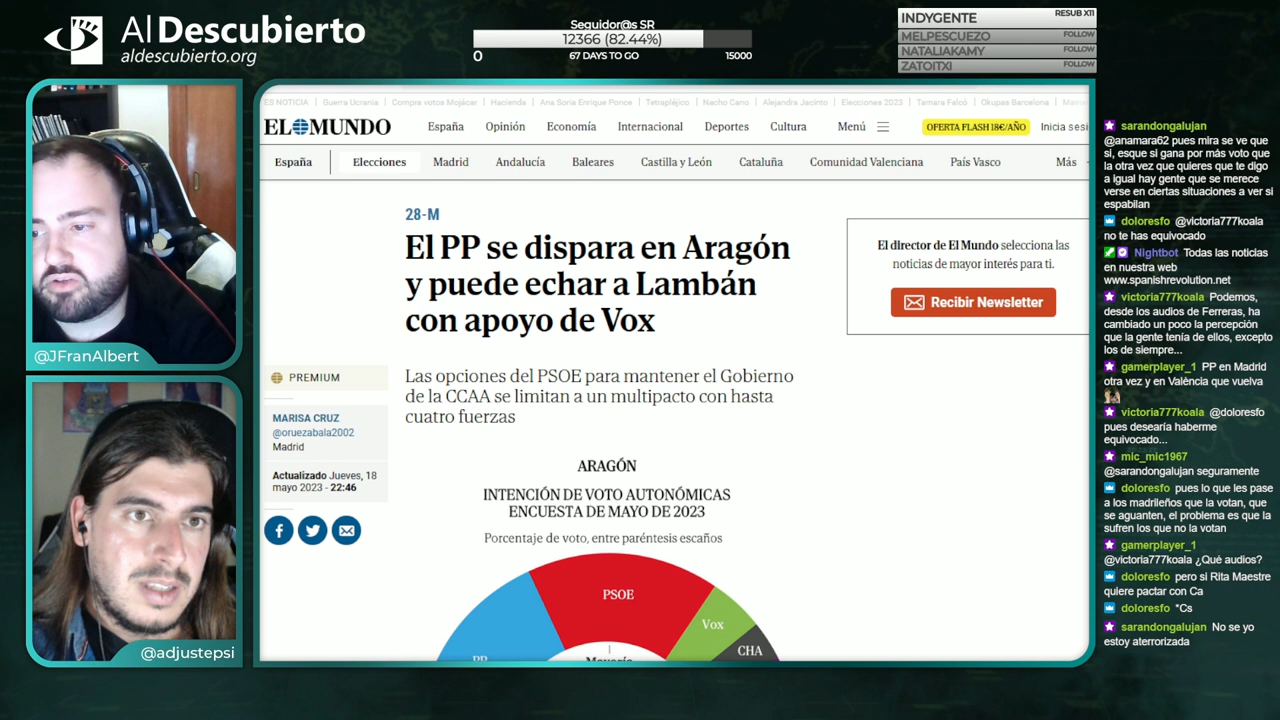 Al Descubierto
aldescubierto.org
Seguidor@s SR
12366 (82.44%)
0
67 DAYS TO GO
15000
INDYGENTE
RESUB X11
MELPESCUEZO
FOLLOW
NATALIAKAMY
FOLLOW
ZATOITXI
FOLLOW
@JFranAlbert
@adjustepsi
ES NOTICIA
Guerra Ucrania
Compra votos Mojácar
Hacienda
Ana Soria Enrique Ponce
Tetrapléjico
Nacho Cano
Alejandra Jacinto
Elecciones 2023
Tamara Falcó
Okupas Barcelona
EL MUNDO
España
Opinión
Economía
Internacional
Deportes
Cultura
Menú
OFERTA FLASH 18€/AÑO
Inicia sesi
España
Elecciones
Madrid
Andalucía
Baleares
Castilla y León
Cataluña
Comunidad Valenciana
País Vasco
Más
28-M
El PP se dispara en Aragón
y puede echar a Lambán
con apoyo de Vox
El director de El Mundo selecciona las
noticias de mayor interés para ti.
Recibir Newsletter
PREMIUM
MARISA CRUZ
@oruezabala2002
Madrid
Actualizado Jueves, 18
mayo 2023 - 22:46
Las opciones del PSOE para mantener el Gobierno
de la CCAA se limitan a un multipacto con hasta
cuatro fuerzas
ARAGÓN
INTENCIÓN DE VOTO AUTONÓMICAS
ENCUESTA DE MAYO DE 2023
Porcentaje de voto, entre paréntesis escaños
PSOE
Vox
CHA
PP
Mayoría
sarandongalujan
@anamara62 pues mira se ve que
si, esque si gana por más voto que
la otra vez que quieres que te digo
a igual hay gente que se merece
verse en ciertas situaciones a ver si
espabilan
doloresfo @victoria777koala
no te has equivocado
Nightbot Todas las noticias
en nuestra web
www.spanishrevolution.net
victoria777koala Podemos,
desde los audios de Ferreras, ha
cambiado un poco la percepción
que la gente tenía de ellos, excepto
los de siempre...
gamerplayer_1 PP en Madrid
otra vez y en València que vuelva
victoria777koala @doloresfo
pues desearía haberme
equivocado...
mic_mic1967
@sarandongalujan seguramente
doloresfo pues lo que les pase
a los madrileños que la votan, que
se aguanten, el problema es que la
sufren los que no la votan
gamerplayer_1
@victoria777koala ¿Qué audios?
doloresfo pero si Rita Maestre
quiere pactar con Ca
doloresfo *Cs
sarandongalujan No se yo
estoy aterrorizada